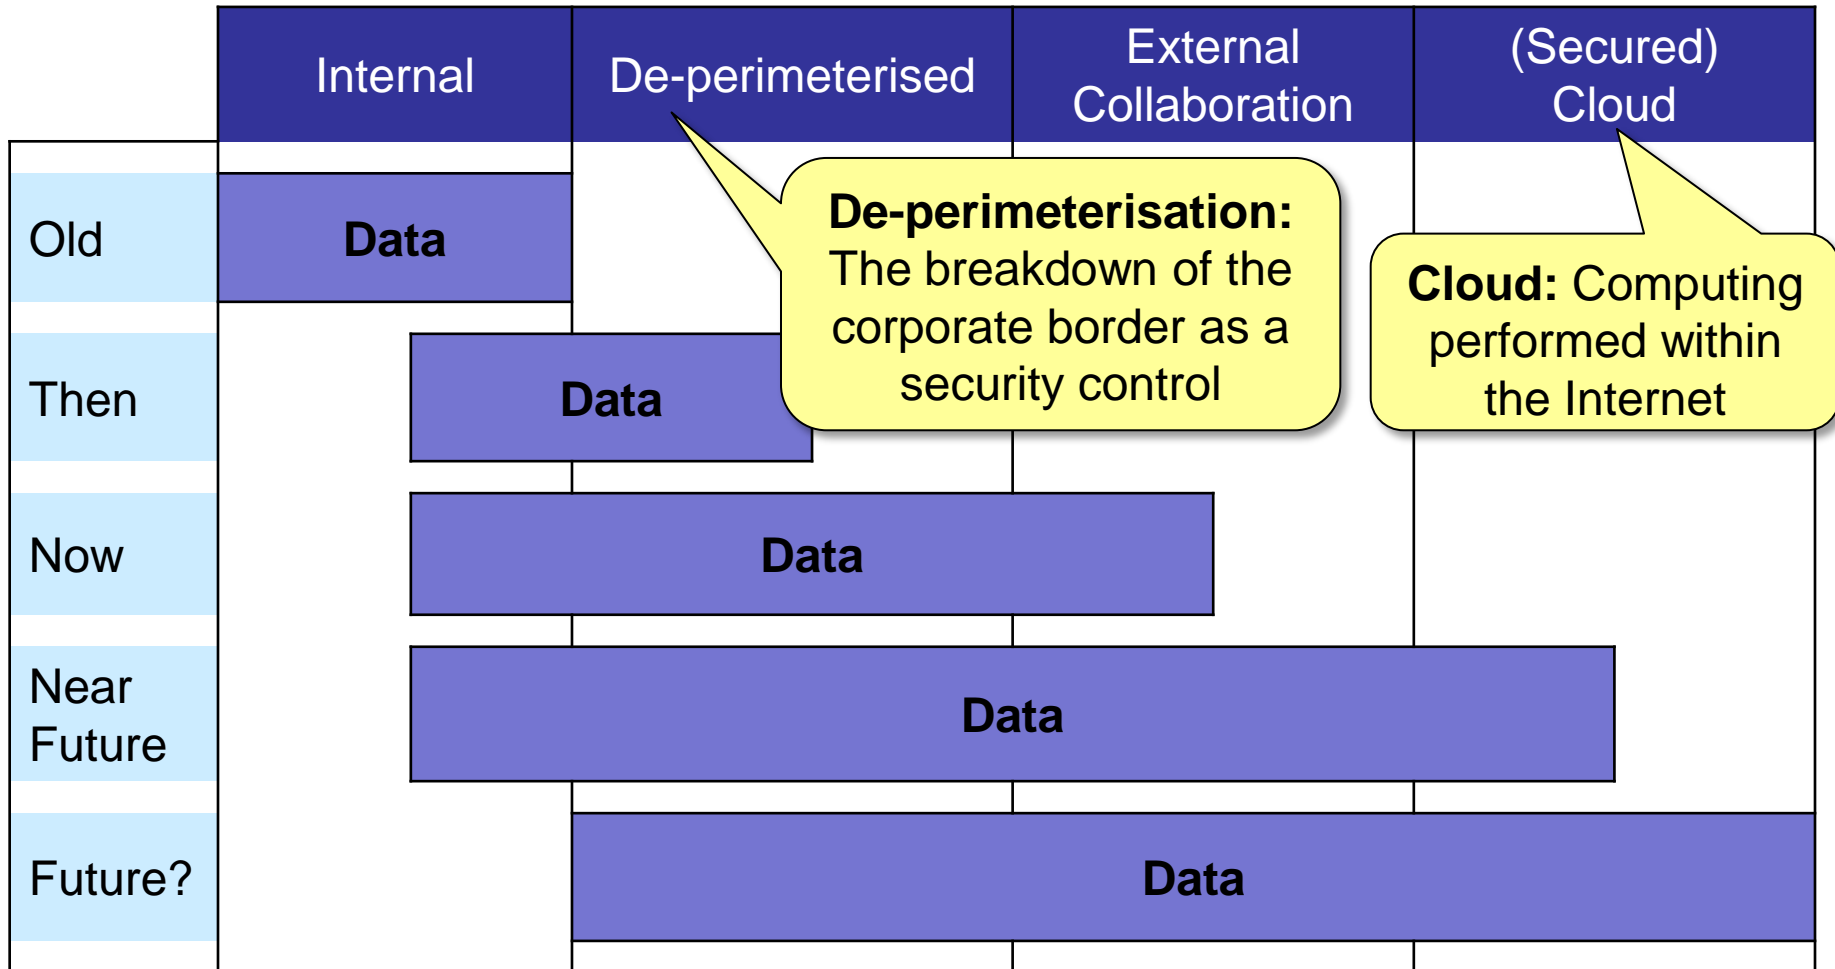 Internal
De-perimeterised
External
Collaboration
(Secured)
Cloud
Old
Data
De-perimeterisation:
The breakdown of the
corporate border as a
security control
Cloud: Computing
performed within
the Internet
Then
Data
Now
Data
Near
Future
Data
Future?
Data